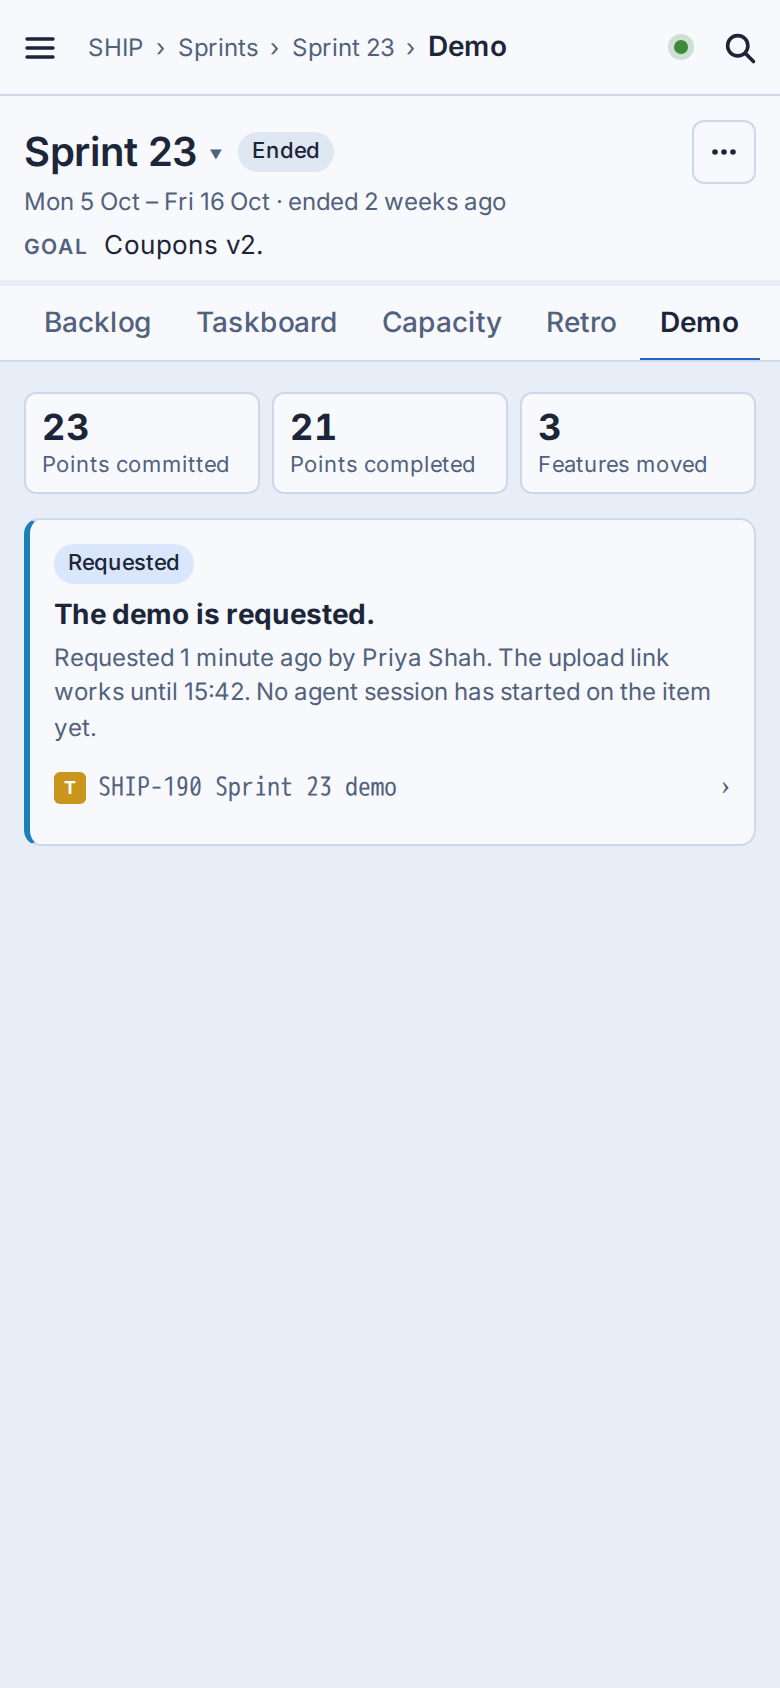 SHIP › Sprints › Sprint 23 › Demo
Sprint 23 ▾ Ended
Mon 5 Oct – Fri 16 Oct · ended 2 weeks ago
GOAL Coupons v2.
Backlog Taskboard Capacity Retro Demo
23 21 3
Points committed Points completed Features moved
Requested
The demo is requested.
Requested 1 minute ago by Priya Shah. The upload link
works until 15:42. No agent session has started on the item
yet.
T SHIP-190 Sprint 23 demo ›